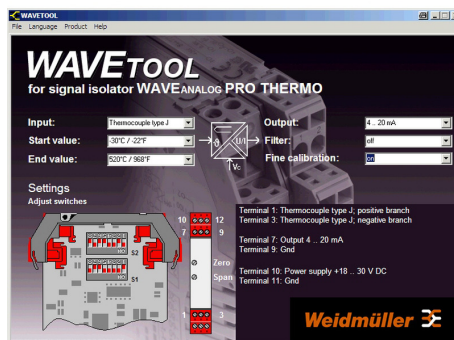 WAVETOOL
File Language Product Help
WAVETOOL
for signal isolator WAVEANALOG PRO THERMO
Input: Thermocouple type J
Output: 4 .. 20 mA
Start value: -30°C / -22°F
Filter: off
End value: 520°C / 968°F
Fine calibration: on
U/I
Vc
Settings
Adjust switches
Terminal 1: Thermocouple type J; positive branch
Terminal 3: Thermocouple type J; negative branch
Terminal 7: Output 4 .. 20 mA
Terminal 9: Gnd
Terminal 10: Power supply +18 .. 30 V DC
Terminal 11: Gnd
10 12
7 9
S2
Zero
Span
S1
1 3
Weidmüller